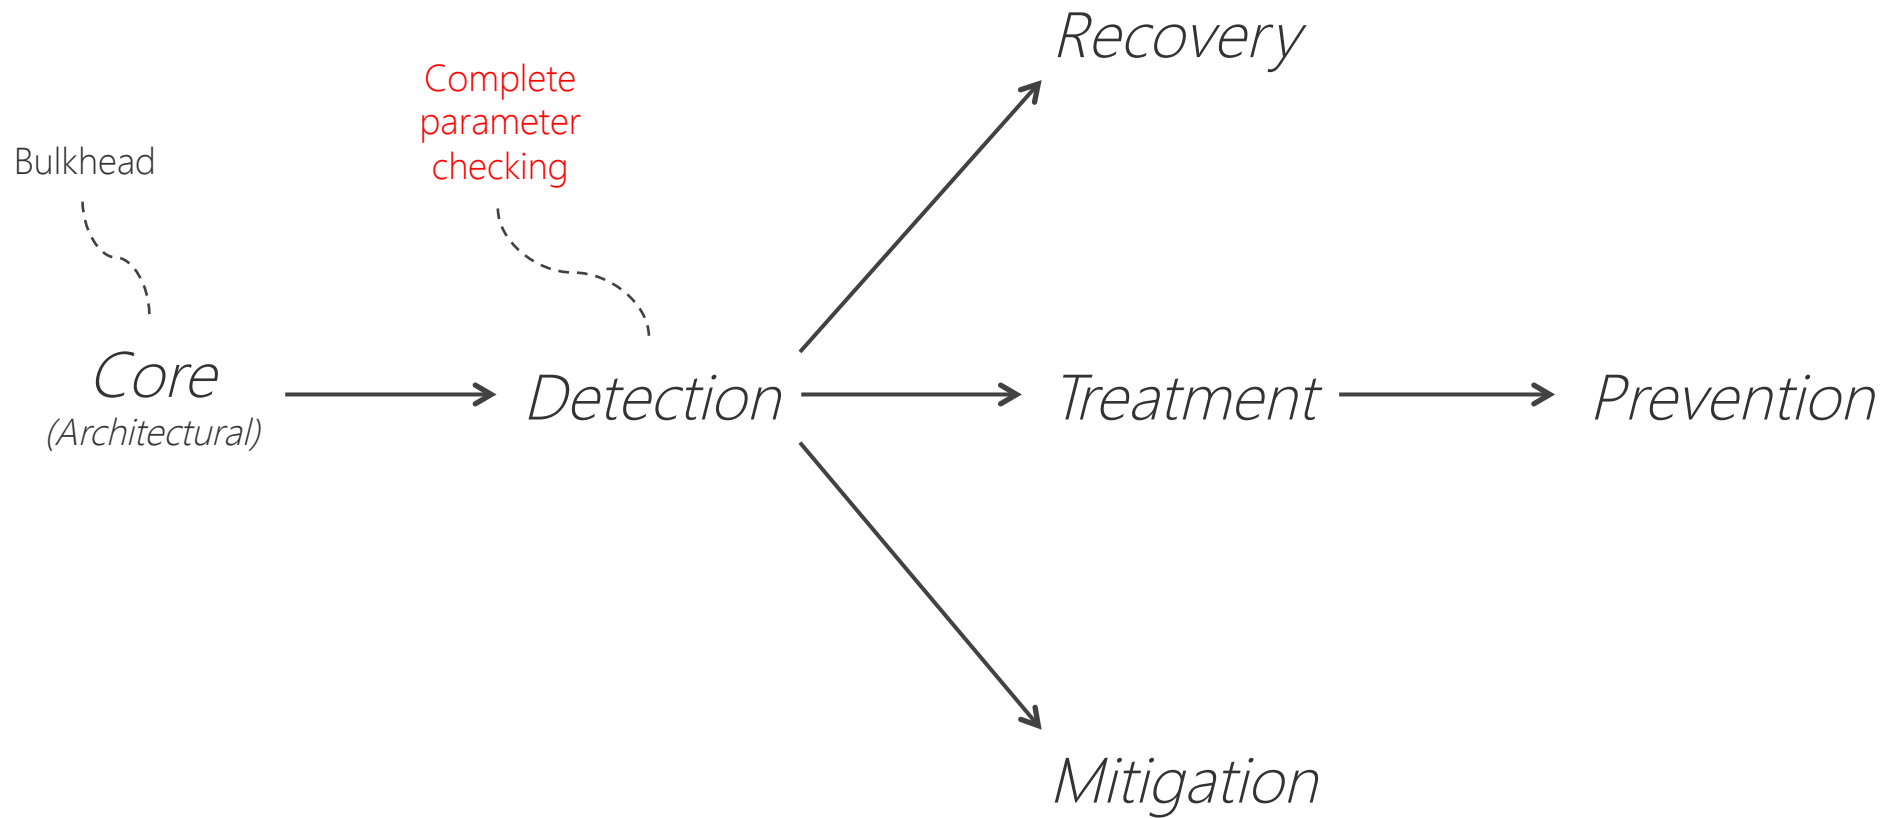 Recovery
Complete
parameter
checking
Bulkhead
Core
(Architectural)
Detection
Treatment
Prevention
Mitigation